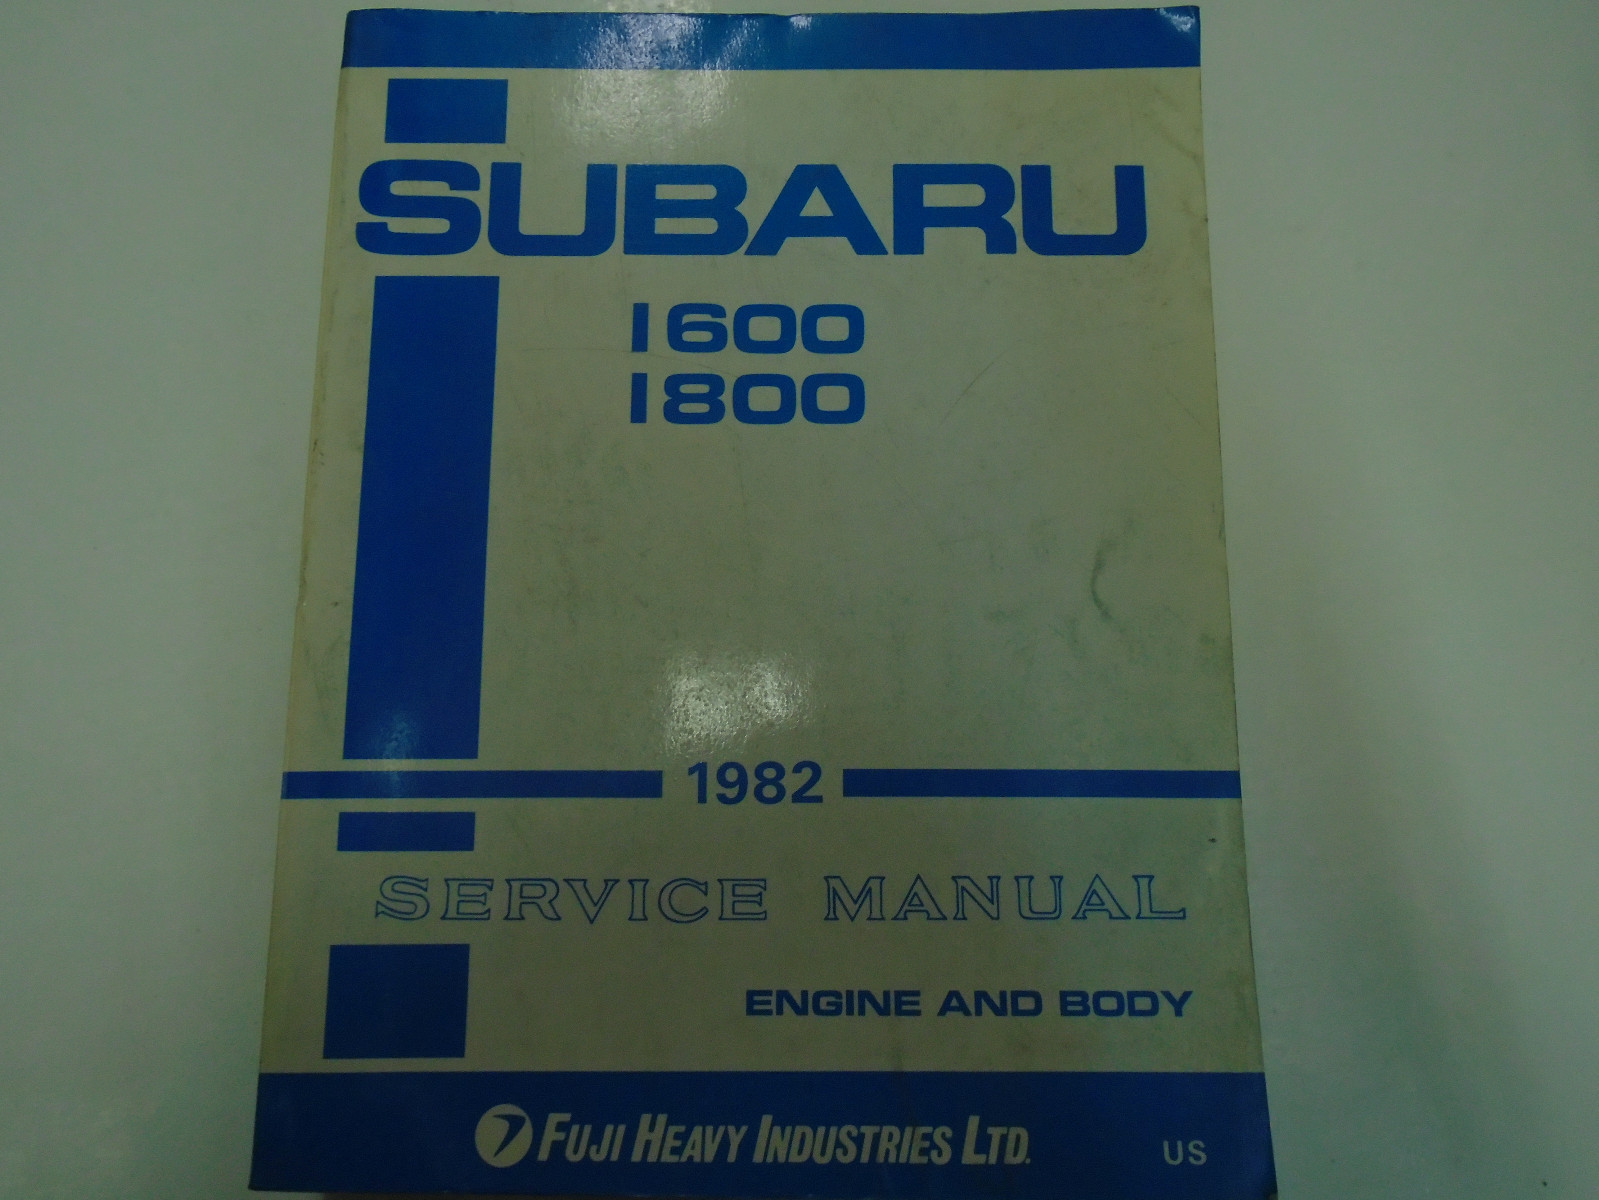 SUBARU
1600
1800
1982
SERVICE MANUAL
ENGINE AND BODY
FUJI HEAVY INDUSTRIES LTD.
US